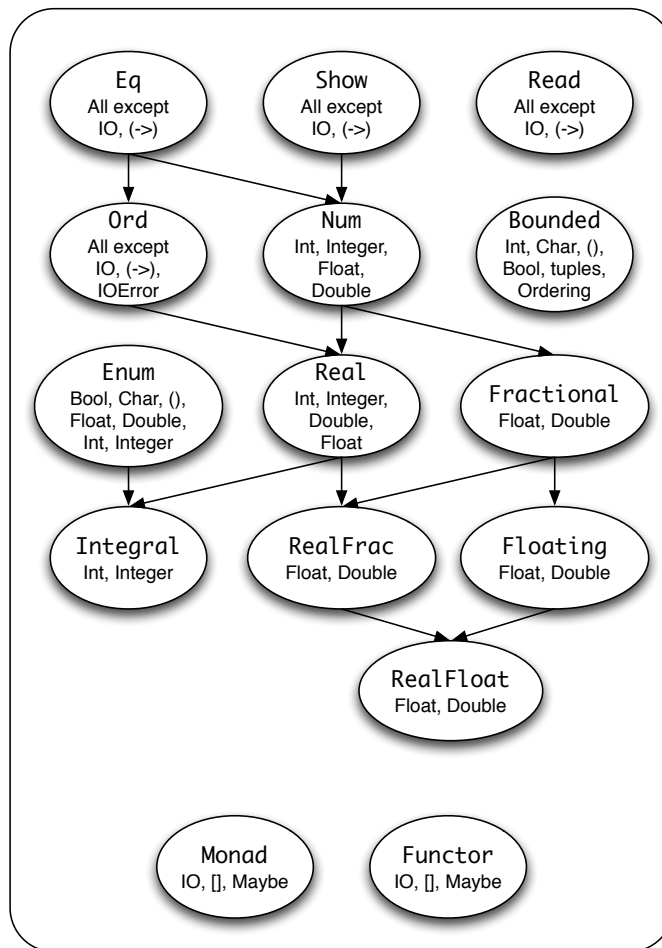 Eq
All except
IO, (->)
Show
All except
IO, (->)
Read
All except
IO, (->)
Ord
All except
IO, (->),
IOError
Num
Int, Integer,
Float,
Double
Bounded
Int, Char, (),
Bool, tuples,
Ordering
Enum
Bool, Char, (),
Float, Double,
Int, Integer
Real
Int, Integer,
Double,
Float
Fractional
Float, Double
Integral
Int, Integer
RealFrac
Float, Double
Floating
Float, Double
RealFloat
Float, Double
Monad
IO, [], Maybe
Functor
IO, [], Maybe